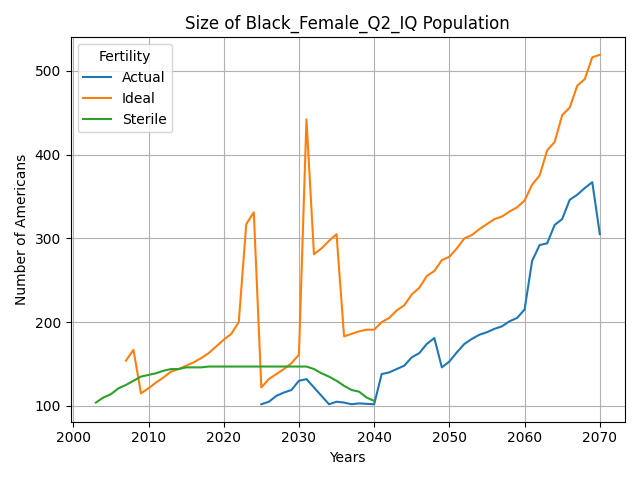 Size of Black_Female_Q2_IQ Population
Fertility
Actual
Ideal
Sterile
Number of Americans
500
400
300
200
100
2000 2010 2020 2030 2040 2050 2060 2070
Years